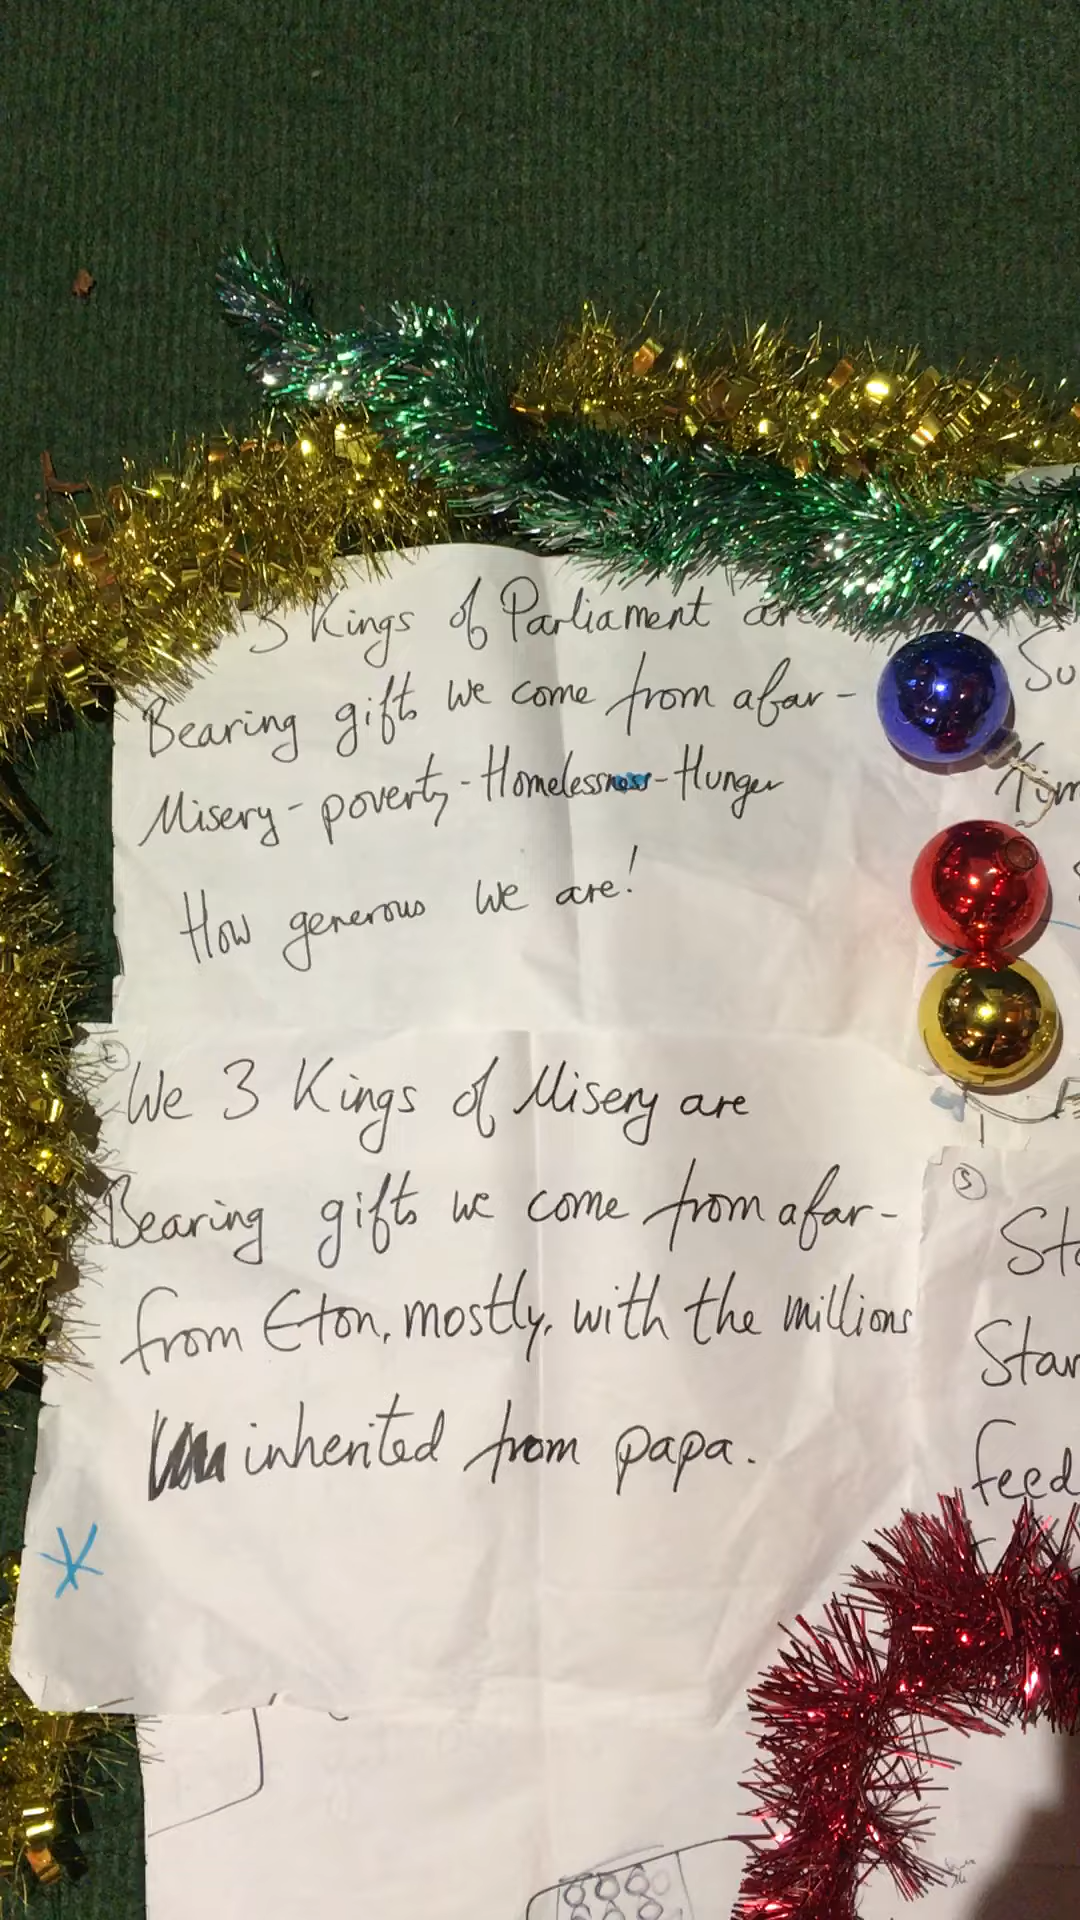 3 Kings of Parliament are
Bearing gifts we come from afar-
Misery - poverty - Homelessness - Hunger
How generous we are!
We 3 Kings of Misery are
Bearing gifts we come from afar-
from Eton, mostly, with the millions
inherited from papa.
3
Feed